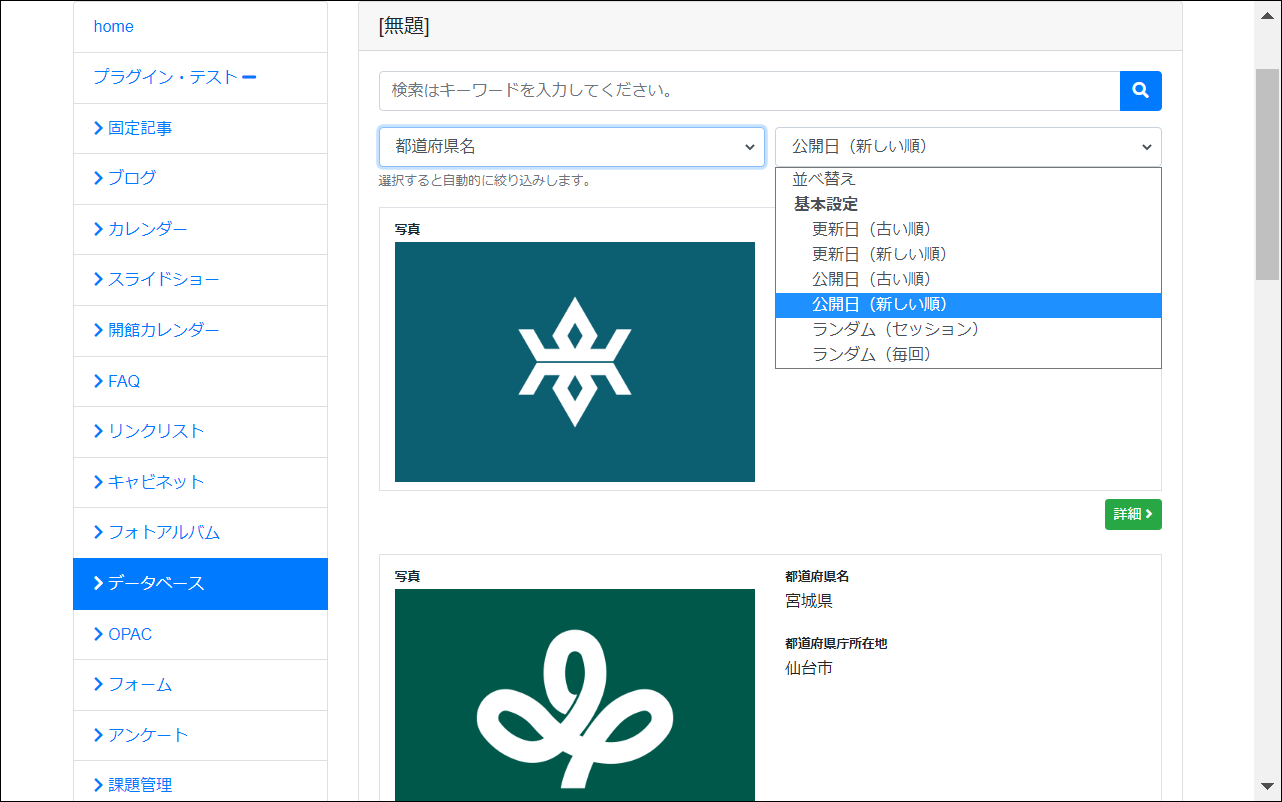 home
プラグイン・テスト
固定記事
ブログ
カレンダー
スライドショー
開館カレンダー
FAQ
リンクリスト
キャビネット
フォトアルバム
データベース
OPAC
フォーム
アンケート
課題管理
[無題]
検索はキーワードを入力してください。
都道府県名
公開日（新しい順）
選択すると自動的に絞り込みします。
並べ替え
基本設定
更新日（古い順）
更新日（新しい順）
公開日（古い順）
公開日（新しい順）
ランダム（セッション）
ランダム（毎回）
写真
詳細
写真
都道府県名
宮城県
都道府県庁所在地
仙台市